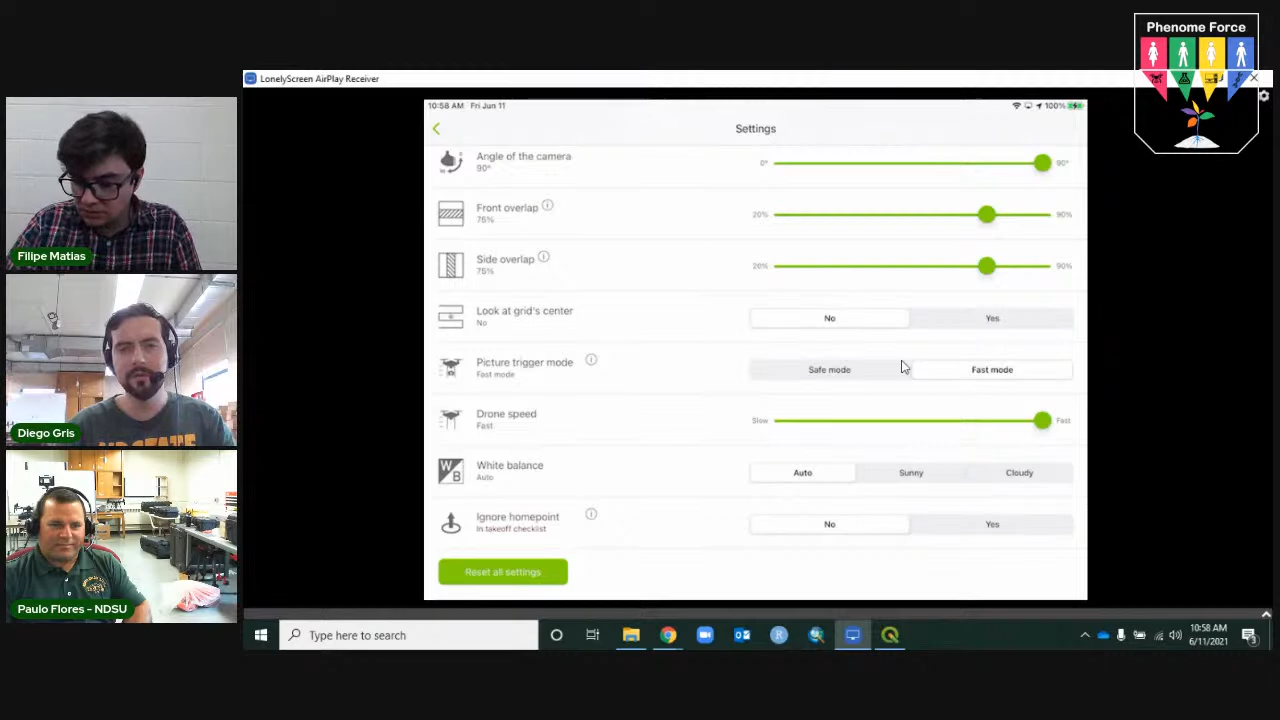 Phenome Force
LonelyScreen AirPlay Receiver
10:58 AM Fri Jun 11
100%
Settings
Angle of the camera
90°
0°
90°
Front overlap
75%
20%
90%
Side overlap
75%
20%
90%
Look at grid's center
No
No
Yes
Picture trigger mode
Fast mode
Safe mode
Fast mode
Drone speed
Fast
Slow
Fast
White balance
Auto
Auto
Sunny
Cloudy
WB
Ignore homepoint
In takeoff checklist
No
Yes
Reset all settings
Filipe Matias
Diego Gris
Paulo Flores - NDSU
Type here to search
10:58 AM
6/11/2021